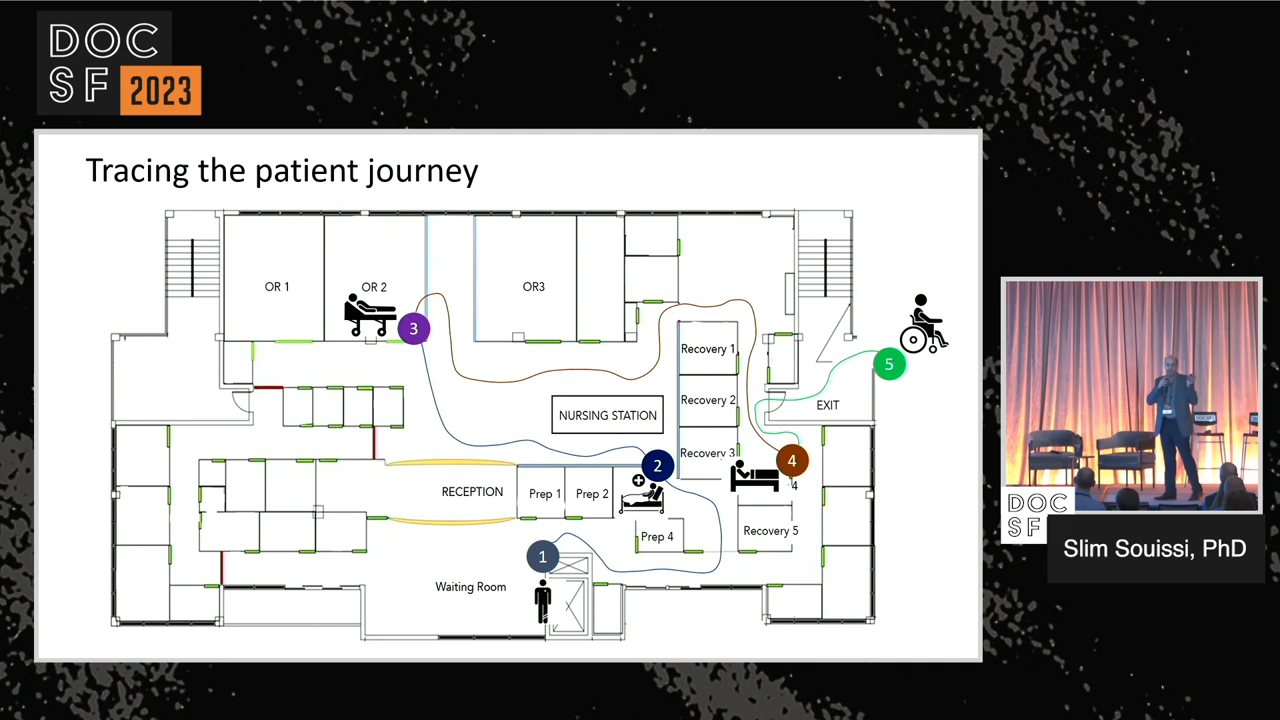 DOC
SF 2023
Tracing the patient journey
OR 1
OR 2
OR3
3
Recovery 1
5
Recovery 2
NURSING STATION
EXIT
Recovery 3
2
4
4
RECEPTION
Prep 1
Prep 2
Prep 4
Recovery 5
1
Waiting Room
DOC
SF
Slim Souissi, PhD